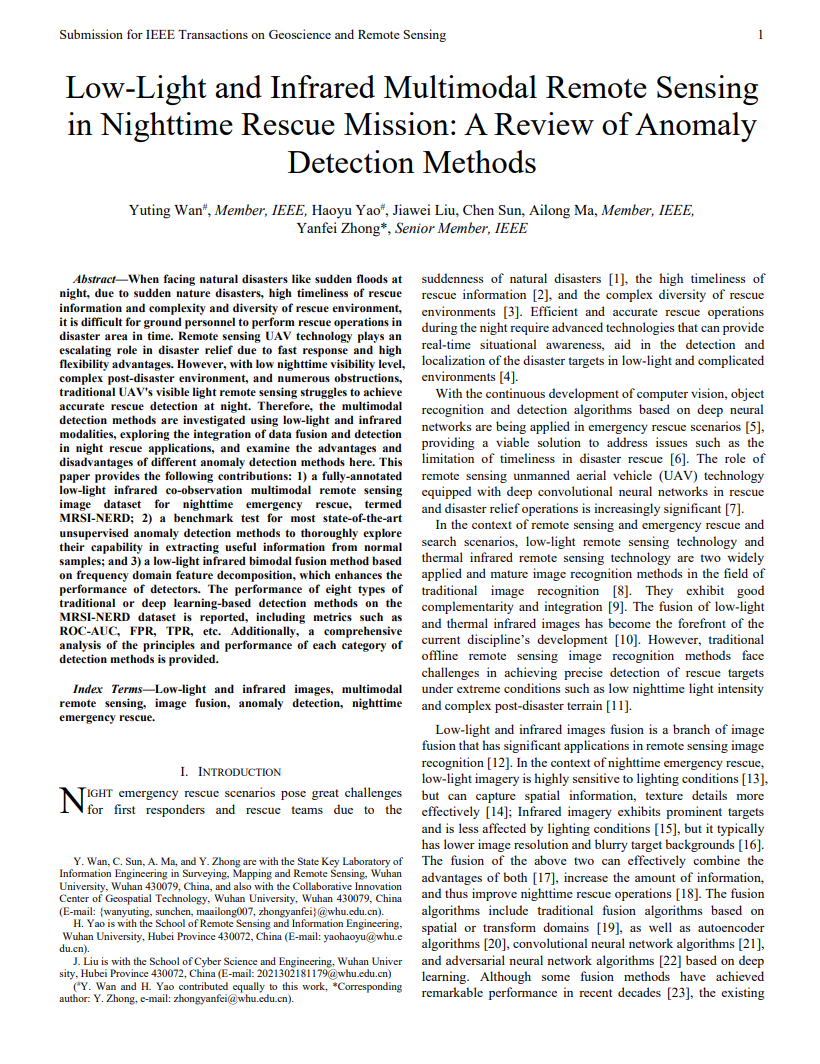 Submission for IEEE Transactions on Geoscience and Remote Sensing 1
Low-Light and Infrared Multimodal Remote Sensing
in Nighttime Rescue Mission: A Review of Anomaly
Detection Methods
Yuting Wan#, Member, IEEE, Haoyu Yao#, Jiawei Liu, Chen Sun, Ailong Ma, Member, IEEE,
Yanfei Zhong*, Senior Member, IEEE
Abstract—When facing natural disasters like sudden floods at
night, due to sudden nature disasters, high timeliness of rescue
information and complexity and diversity of rescue environment,
it is difficult for ground personnel to perform rescue operations in
disaster area in time. Remote sensing UAV technology plays an
escalating role in disaster relief due to fast response and high
flexibility advantages. However, with low nighttime visibility level,
complex post-disaster environment, and numerous obstructions,
traditional UAV's visible light remote sensing struggles to achieve
accurate rescue detection at night. Therefore, the multimodal
detection methods are investigated using low-light and infrared
modalities, exploring the integration of data fusion and detection
in night rescue applications, and examine the advantages and
disadvantages of different anomaly detection methods here. This
paper provides the following contributions: 1) a fully-annotated
low-light infrared co-observation multimodal remote sensing
image dataset for nighttime emergency rescue, termed
MRSI-NERD; 2) a benchmark test for most state-of-the-art
unsupervised anomaly detection methods to thoroughly explore
their capability in extracting useful information from normal
samples; and 3) a low-light infrared bimodal fusion method based
on frequency domain feature decomposition, which enhances the
performance of detectors. The performance of eight types of
traditional or deep learning-based detection methods on the
MRSI-NERD dataset is reported, including metrics such as
ROC-AUC, FPR, TPR, etc. Additionally, a comprehensive
analysis of the principles and performance of each category of
detection methods is provided.
Index Terms—Low-light and infrared images, multimodal
remote sensing, image fusion, anomaly detection, nighttime
emergency rescue.
I. INTRODUCTION
NIGHT emergency rescue scenarios pose great challenges
for first responders and rescue teams due to the
Y. Wan, C. Sun, A. Ma, and Y. Zhong are with the State Key Laboratory of
Information Engineering in Surveying, Mapping and Remote Sensing, Wuhan
University, Wuhan 430079, China, and also with the Collaborative Innovation
Center of Geospatial Technology, Wuhan University, Wuhan 430079, China
(E-mail: {wanyuting, sunchen, maailong007, zhongyanfei}@whu.edu.cn).
H. Yao is with the School of Remote Sensing and Information Engineering,
Wuhan University, Hubei Province 430072, China (E-mail: yaohaoyu@whu.e
du.cn).
J. Liu is with the School of Cyber Science and Engineering, Wuhan Univer
sity, Hubei Province 430072, China (E-mail: 2021302181179@whu.edu.cn)
(#Y. Wan and H. Yao contributed equally to this work, *Corresponding
author: Y. Zhong, e-mail: zhongyanfei@whu.edu.cn).
suddenness of natural disasters [1], the high timeliness of
rescue information [2], and the complex diversity of rescue
environments [3]. Efficient and accurate rescue operations
during the night require advanced technologies that can provide
real-time situational awareness, aid in the detection and
localization of the disaster targets in low-light and complicated
environments [4].
With the continuous development of computer vision, object
recognition and detection algorithms based on deep neural
networks are being applied in emergency rescue scenarios [5],
providing a viable solution to address issues such as the
limitation of timeliness in disaster rescue [6]. The role of
remote sensing unmanned aerial vehicle (UAV) technology
equipped with deep convolutional neural networks in rescue
and disaster relief operations is increasingly significant [7].
In the context of remote sensing and emergency rescue and
search scenarios, low-light remote sensing technology and
thermal infrared remote sensing technology are two widely
applied and mature image recognition methods in the field of
traditional image recognition [8]. They exhibit good
complementarity and integration [9]. The fusion of low-light
and thermal infrared images has become the forefront of the
current discipline's development [10]. However, traditional
offline remote sensing image recognition methods face
challenges in achieving precise detection of rescue targets
under extreme conditions such as low nighttime light intensity
and complex post-disaster terrain [11].
Low-light and infrared images fusion is a branch of image
fusion that has significant applications in remote sensing image
recognition [12]. In the context of nighttime emergency rescue,
low-light imagery is highly sensitive to lighting conditions [13],
but can capture spatial information, texture details more
effectively [14]; Infrared imagery exhibits prominent targets
and is less affected by lighting conditions [15], but it typically
has lower image resolution and blurry target backgrounds [16].
The fusion of the above two can effectively combine the
advantages of both [17], increase the amount of information,
and thus improve nighttime rescue operations [18]. The fusion
algorithms include traditional fusion algorithms based on
spatial or transform domains [19], as well as autoencoder
algorithms [20], convolutional neural network algorithms [21],
and adversarial neural network algorithms [22] based on deep
learning. Although some fusion methods have achieved
remarkable performance in recent decades [23], the existing